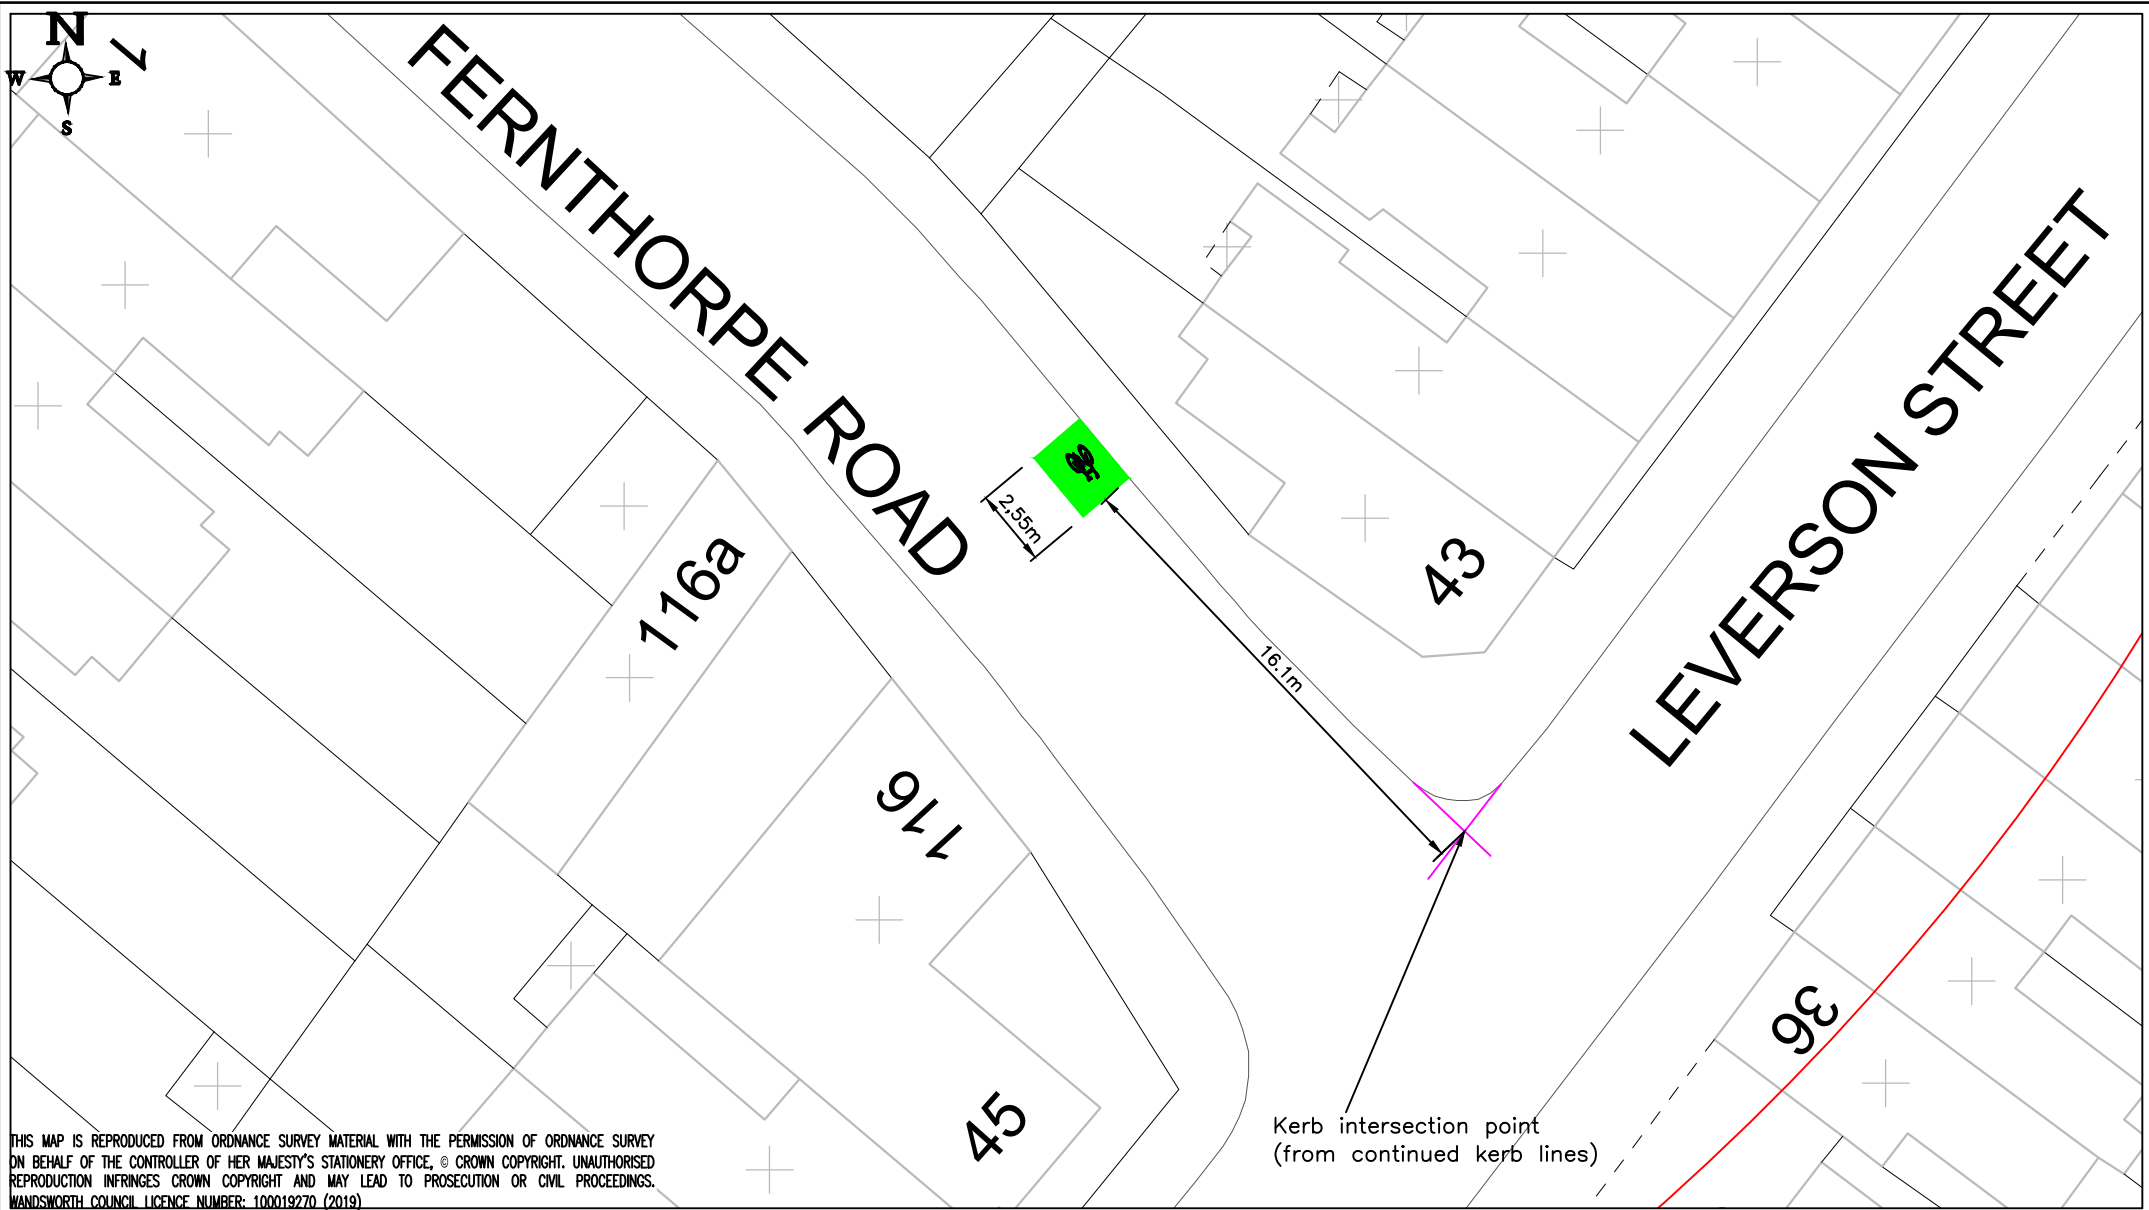 N
W
E
S
1
FERNTHORPE ROAD
LEVERSON STREET
2,55m
43
116a
16.1m
116
36
45
Kerb intersection point
(from continued kerb lines)
THIS MAP IS REPRODUCED FROM ORDNANCE SURVEY MATERIAL WITH THE PERMISSION OF ORDNANCE SURVEY
ON BEHALF OF THE CONTROLLER OF HER MAJESTY'S STATIONERY OFFICE, © CROWN COPYRIGHT. UNAUTHORISED
REPRODUCTION INFRINGES CROWN COPYRIGHT AND MAY LEAD TO PROSECUTION OR CIVIL PROCEEDINGS.
WANDSWORTH COUNCIL LICENCE NUMBER: 100019270 (2019)